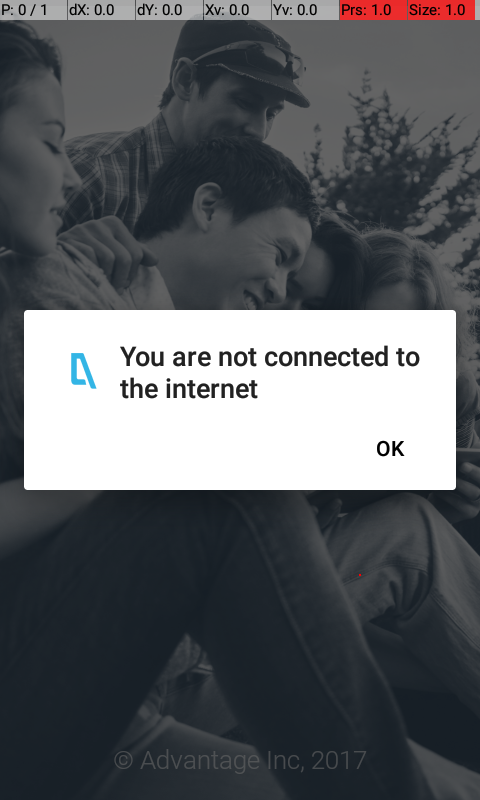 P: 0 / 1 dX: 0.0 dY: 0.0 Xv: 0.0 Yv: 0.0 Prs: 1.0 Size: 1.0
You are not connected to
the internet
OK
© Advantage Inc, 2017